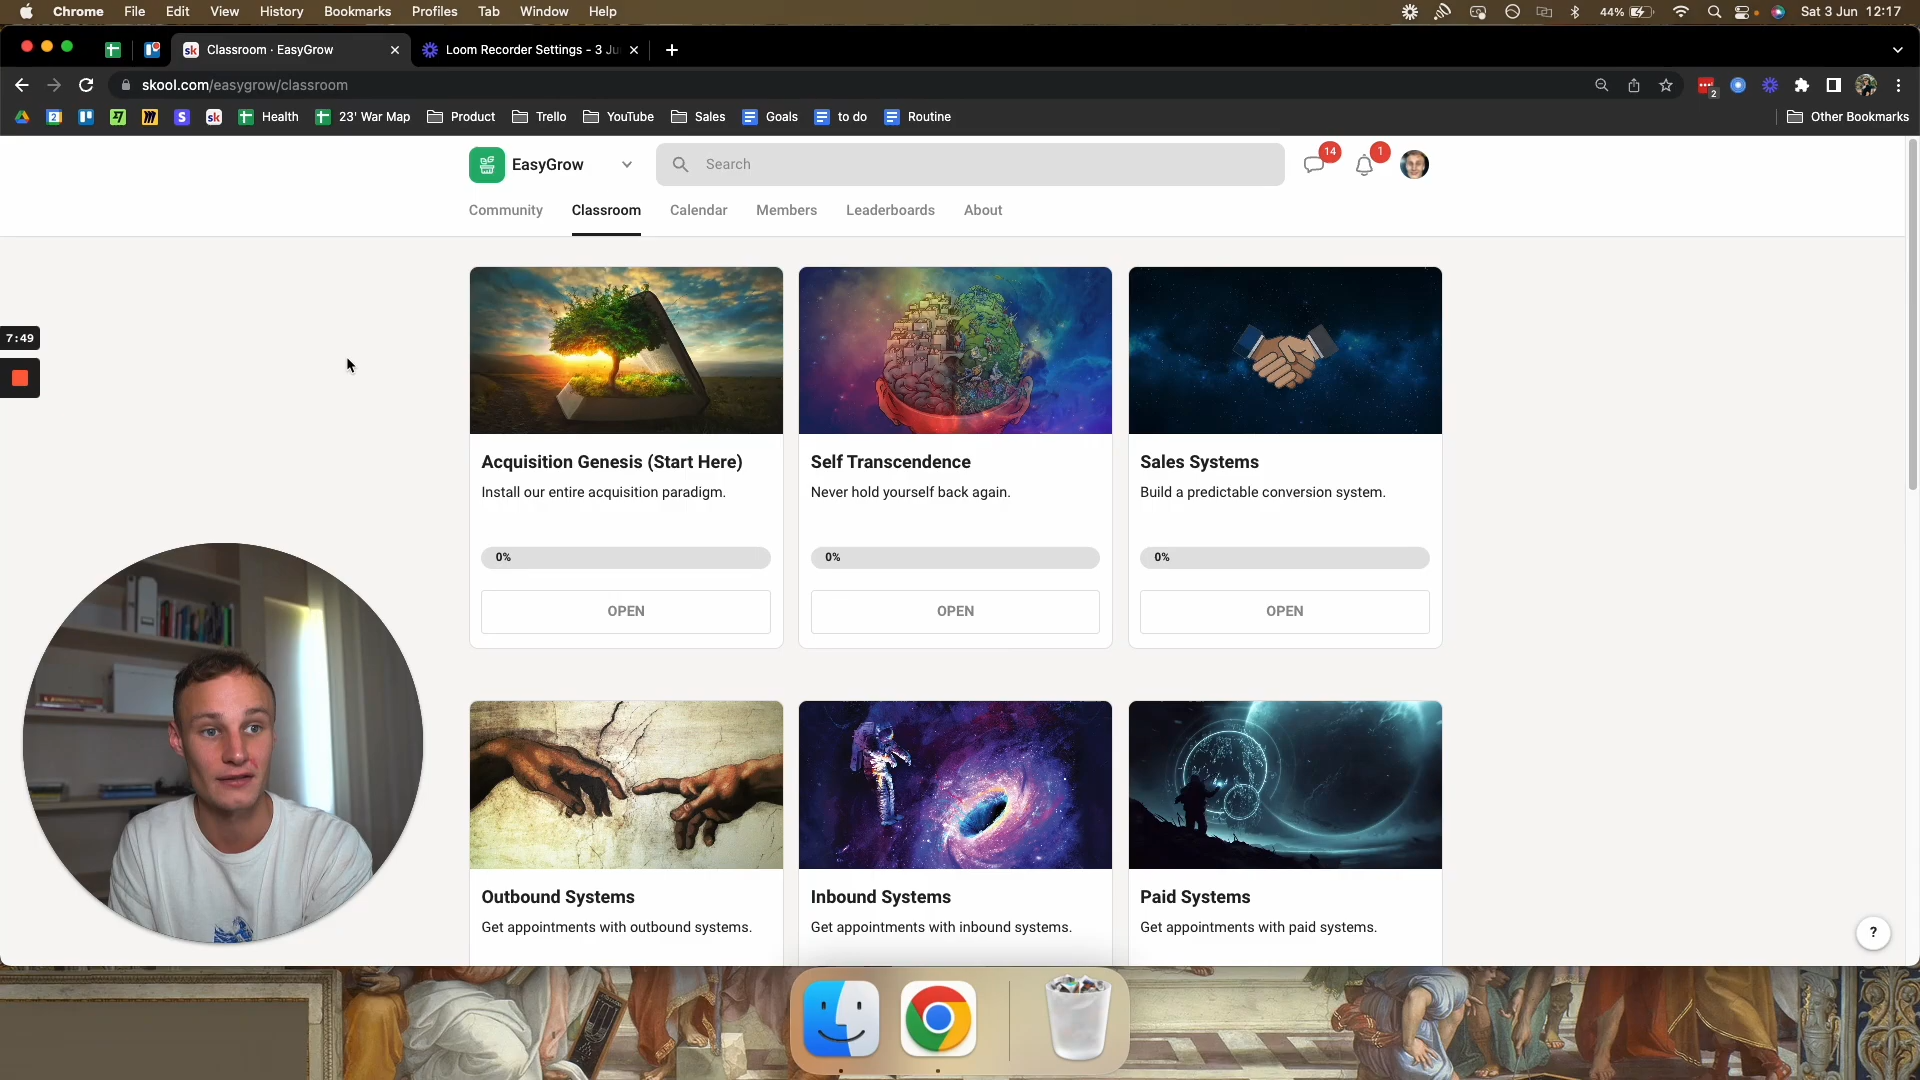 Chrome File Edit View History Bookmarks Profiles Tab Window Help 44% Sat 3 Jun 12:17
sk Classroom · EasyGrow Loom Recorder Settings - 3 Ju
skool.com/easygrow/classroom 2
sk Health 23' War Map Product Trello YouTube Sales Goals to do Routine Other Bookmarks
EasyGrow Search 14 1
Community Classroom Calendar Members Leaderboards About
7:49
Acquisition Genesis (Start Here) Self Transcendence Sales Systems
Install our entire acquisition paradigm. Never hold yourself back again. Build a predictable conversion system.
0% 0% 0%
OPEN OPEN OPEN
Outbound Systems Inbound Systems Paid Systems
Get appointments with outbound systems. Get appointments with inbound systems. Get appointments with paid systems.
?